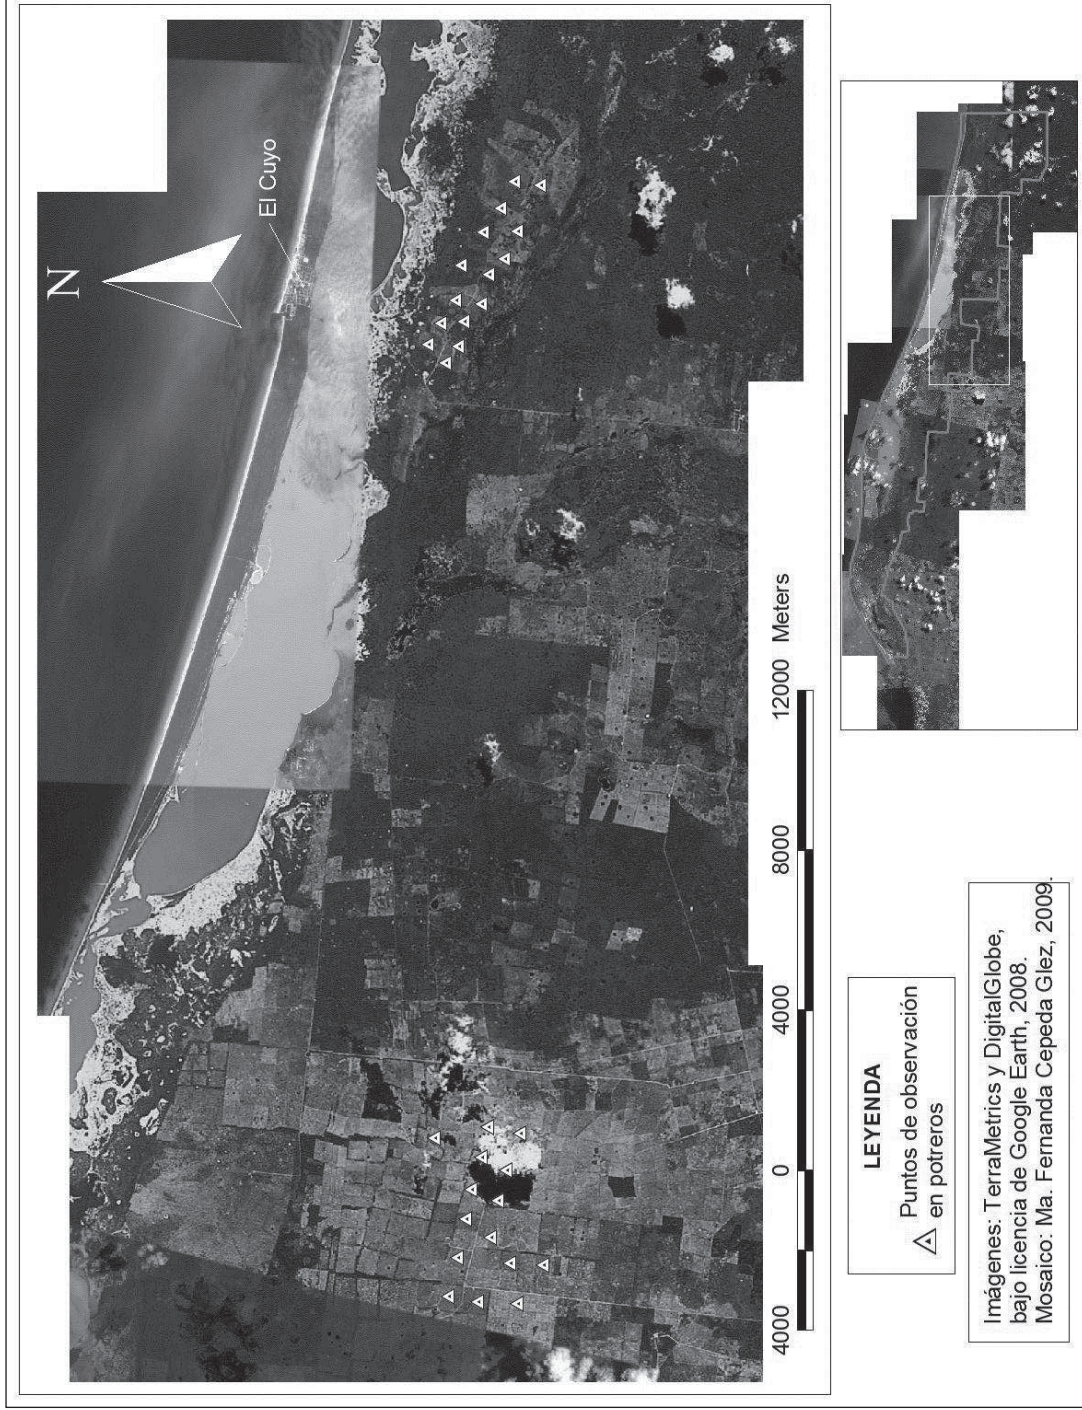 N
El Cuyo
4000 0 4000 8000 12000 Meters
LEYENDA
Puntos de observación
en potreros
Imágenes: TerraMetrics y DigitalGlobe,
bajo licencia de Google Earth, 2008.
Mosaico: Ma. Fernanda Cepeda Glez, 2009.